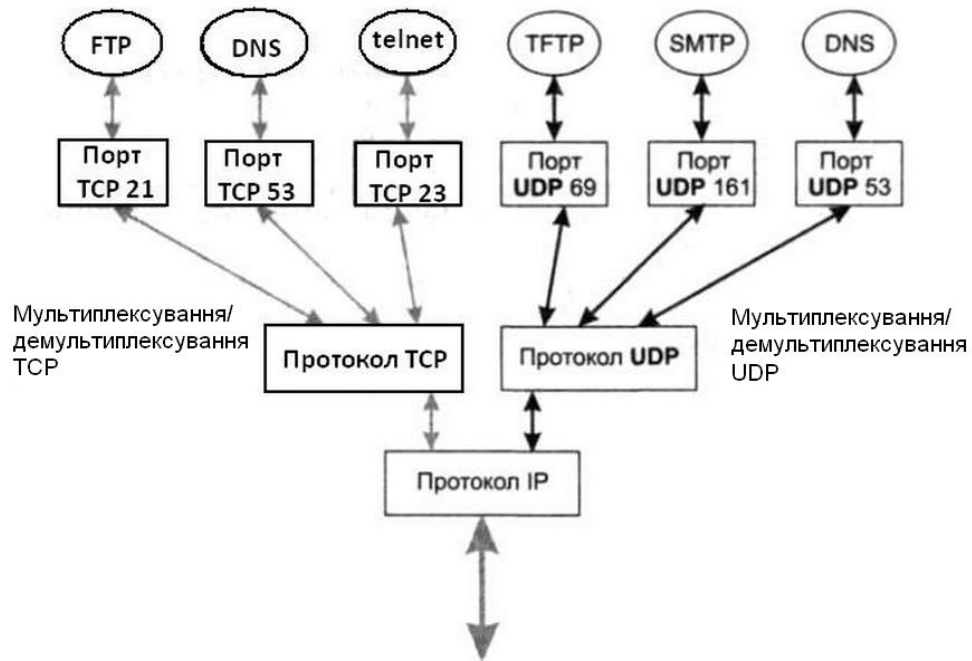 FTP
DNS
telnet
TFTP
SMTP
DNS
Порт
TCP 21
Порт
TCP 53
Порт
TCP 23
Порт
UDP 69
Порт
UDP 161
Порт
UDP 53
Мультиплексування/
демультиплексування
TCP
Протокол TCP
Протокол UDP
Мультиплексування/
демультиплексування
UDP
Протокол IP